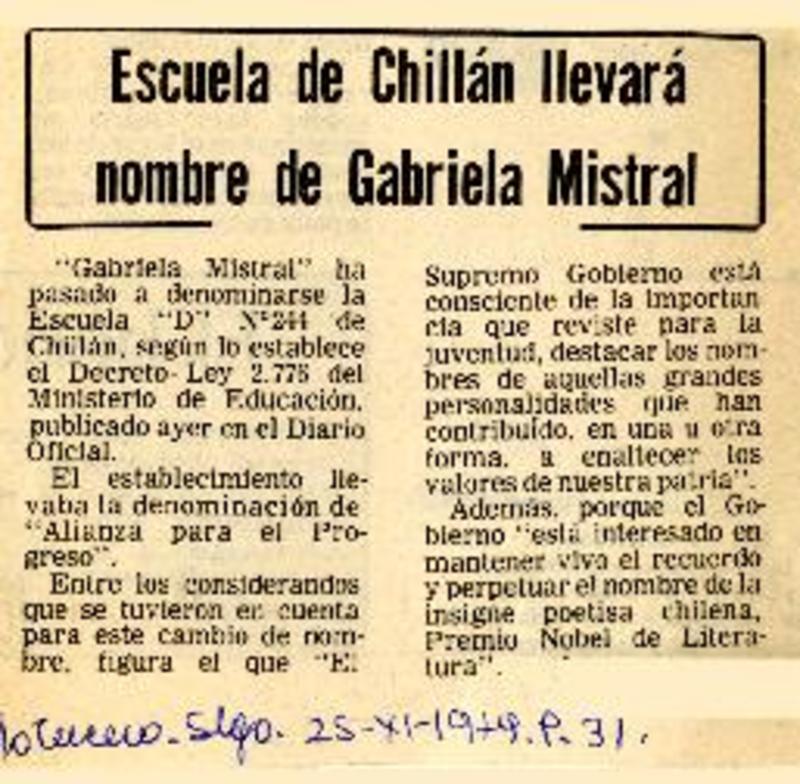 Escuela de Chillán llevará
nombre de Gabriela Mistral
"Gabriela Mistral" ha
pasado a denominarse la
Escuela "D" Nº 244 de
Chillán, según lo establece
el Decreto-Ley 2.776 del
Ministerio de Educación,
publicado ayer en el Diario
Oficial.
El establecimiento lle-
vaba la denominación de
"Alianza para el Pro-
greso".
Entre los considerandos
que se tuvieron en cuenta
para este cambio de nom-
bre, figura el que "El
Supremo Gobierno está
consciente de la importan
cia que reviste para la
juventud, destacar los nom-
bres de aquellas grandes
personalidades que han
contribuído, en una u otra
forma, a enaltecer los
valores de nuestra patria".
Además, porque el Go-
bierno "está interesado en
mantener vivo el recuerdo
y perpetuar el nombre de la
insigne poetisa chilena,
Premio Nobel de Litera-
tura".
Stgo. 25-XI-1979. P. 31.